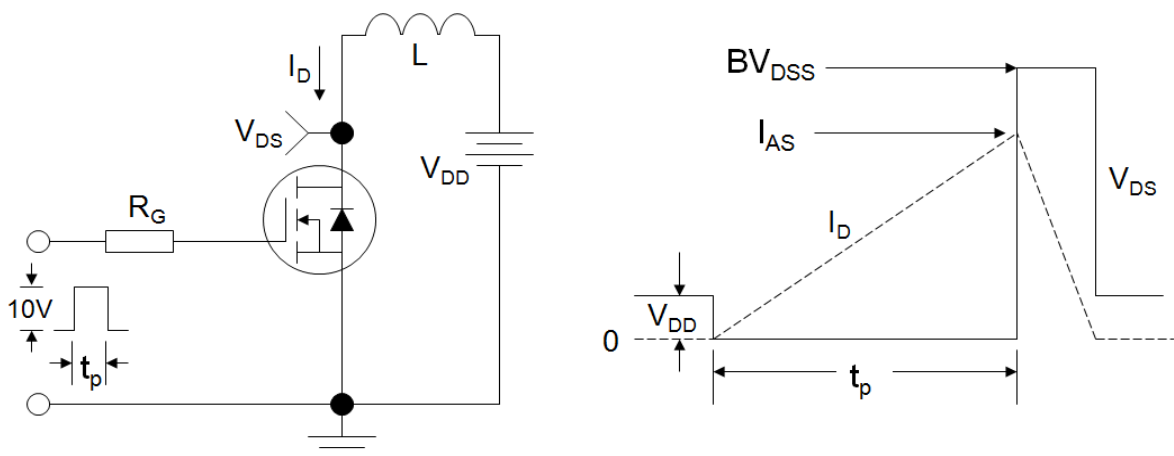 I_D
L
V_DS
V_DD
R_G
10V
t_p
BV_DSS
I_AS
V_DS
I_D
V_DD
0
t_p